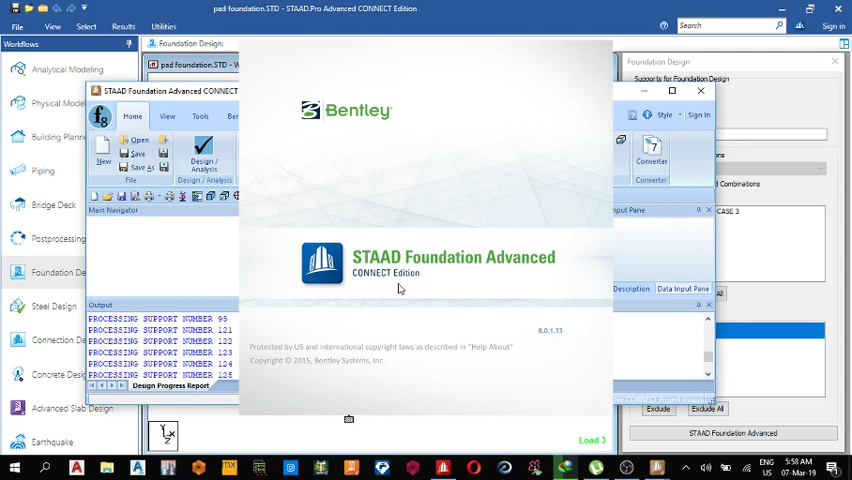 pad foundation.STD - STAAD.Pro Advanced CONNECT Edition
File
View
Select
Results
Utilities
Search
Sign in
Workflows
Foundation Design:
Foundation Design
Analytical Modeling
pad foundation.STD - W
Supports for Foundation Design
STAAD Foundation Advanced CONNECT
Physical Mode
Home
View
Tools
Style
Sign In
Building Plann
New
Open
Save
Save As
Design /
Analysis
Converter
File
Design / Analysis
Converter
Piping
Bridge Deck
Main Navigator
nput Pane
CASE 3
Bentley
Postprocessing
Foundation De
STAAD Foundation Advanced
CONNECT Edition
Description
Data Input Pane
All
Steel Design
Output
PROCESSING SUPPORT NUMBER 95
PROCESSING SUPPORT NUMBER 121
PROCESSING SUPPORT NUMBER 122
PROCESSING SUPPORT NUMBER 123
PROCESSING SUPPORT NUMBER 124
PROCESSING SUPPORT NUMBER 125
8.0.1.33
Connection De
Protected by US and international copyright laws as described in "Help About"
Copyright © 2015, Bentley Systems, Inc.
Concrete Desig
Design Progress Report
Advanced Slab Design
Exclude
Exclude All
Earthquake
Load 3
STAAD Foundation Advanced
ENG
US
5:58 AM
07-Mar-19